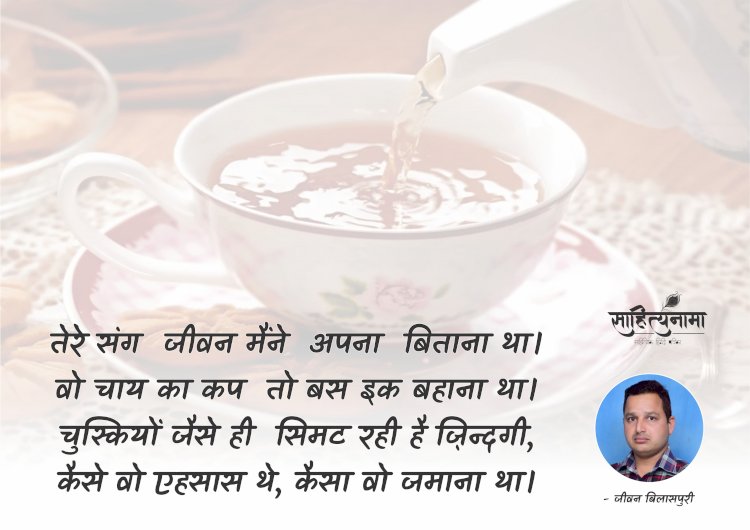 तेरे संग जीवन मैंने अपना बिताना था।
वो चाय का कप तो बस इक बहाना था।
चुस्कियों जैसे ही सिमट रही है ज़िन्दगी,
कैसे वो एहसास थे, कैसा वो जमाना था।
साहित्यनामा
- जीवन बिलासपुरी